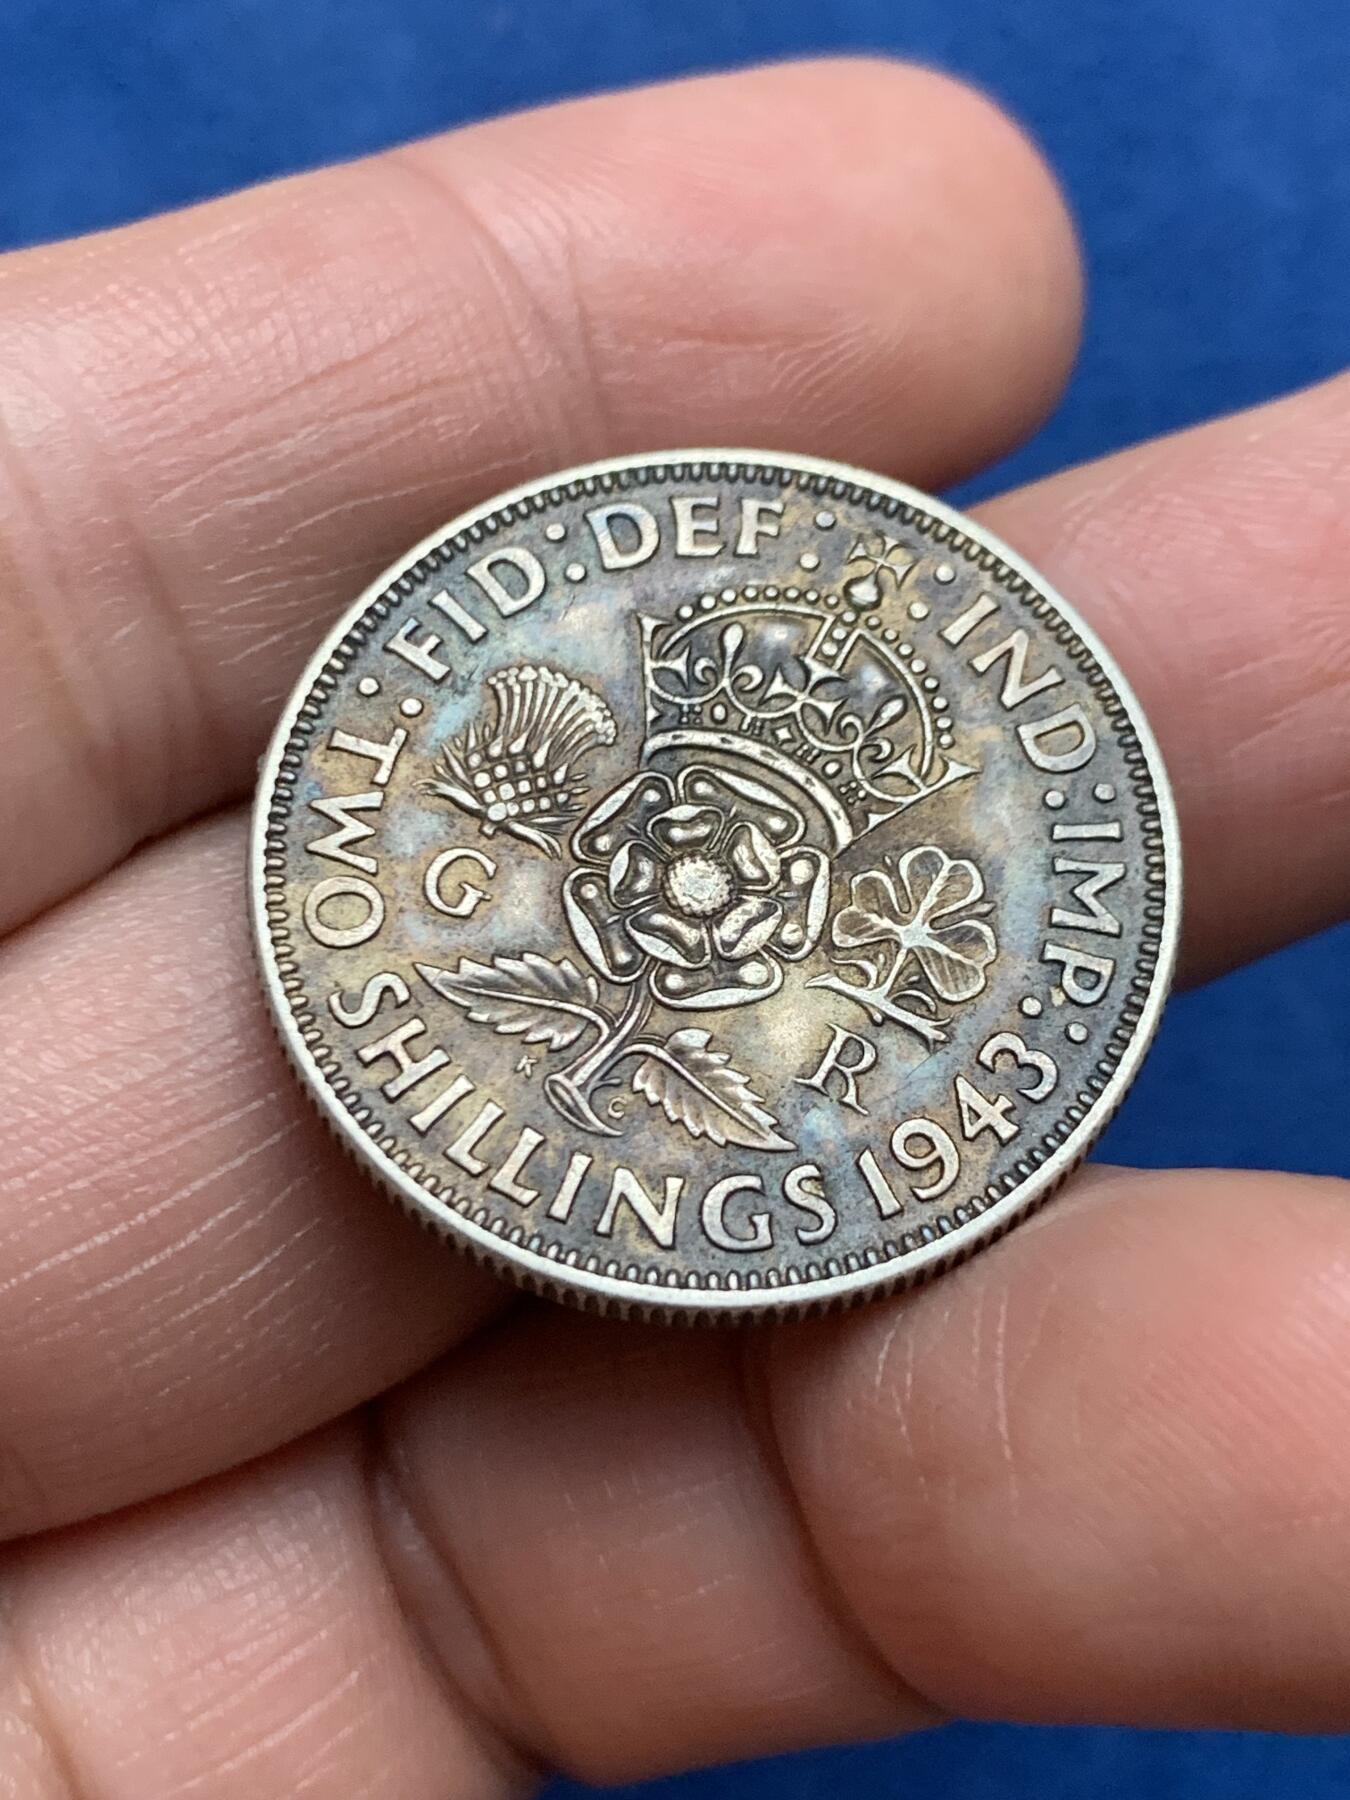 ·FID:DEF: :IND:IMP: 
TWO SHILLINGS 1943
G R
K G